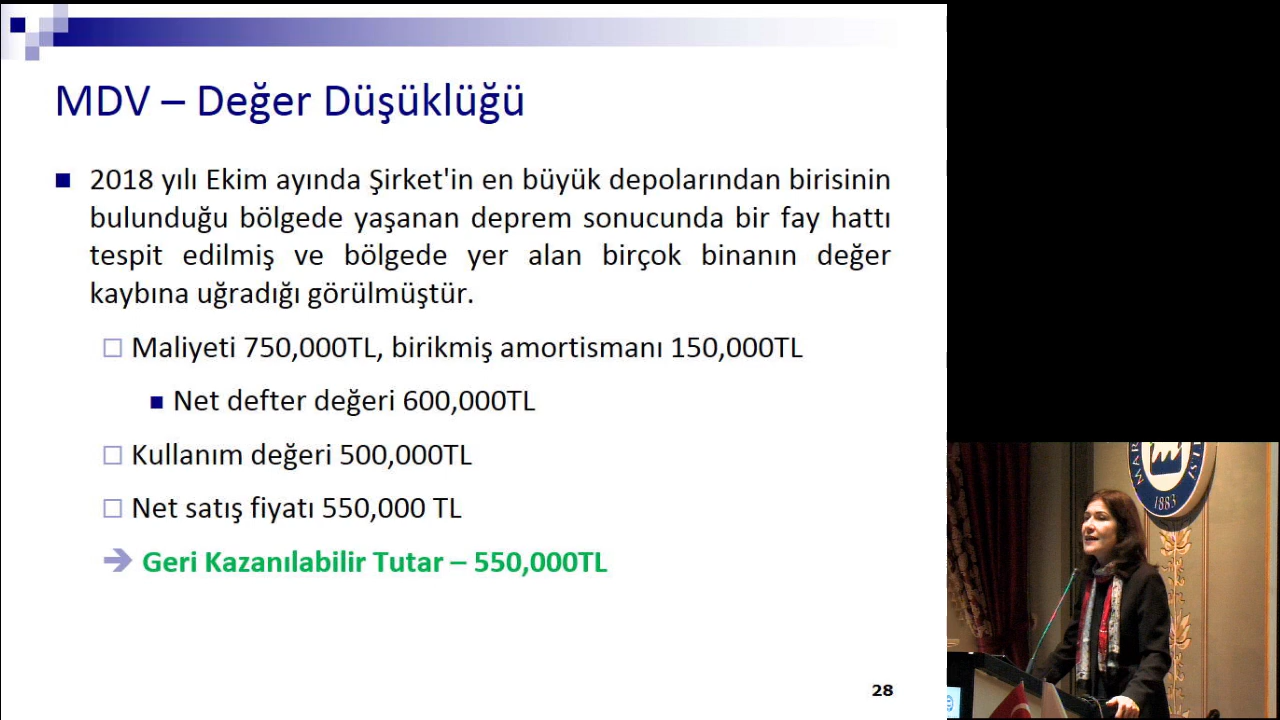 MDV – Değer Düşüklüğü
2018 yılı Ekim ayında Şirket'in en büyük depolarından birisinin
bulunduğu bölgede yaşanan deprem sonucunda bir fay hattı
tespit edilmiş ve bölgede yer alan birçok binanın değer
kaybına uğradığı görülmüştür.
Maliyeti 750,000TL, birikmiş amortismanı 150,000TL
Net defter değeri 600,000TL
Kullanım değeri 500,000TL
Net satış fiyatı 550,000 TL
Geri Kazanılabilir Tutar – 550,000TL
28
1883